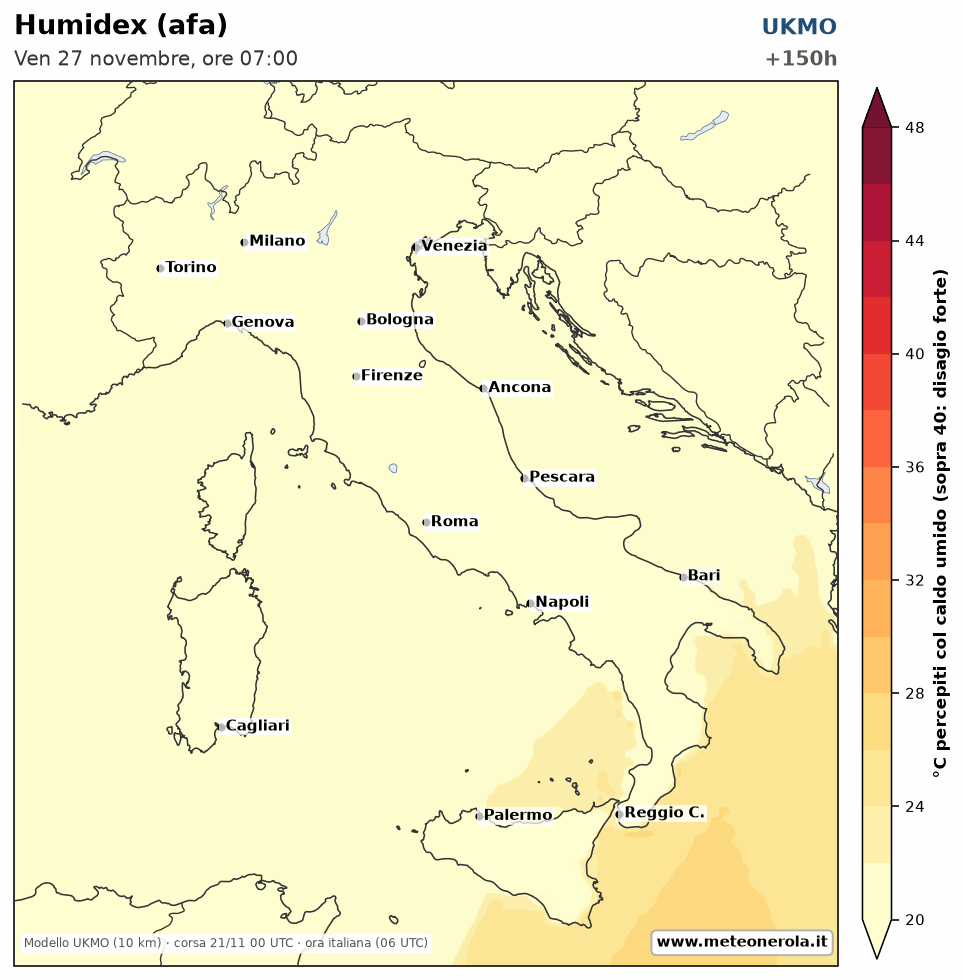 Humidex (afa)
UKMO
Ven 27 novembre, ore 07:00
+150h
48
44
40
36
32
28
24
20
°C percepiti col caldo umido (sopra 40: disagio forte)
Venezia
Milano
Torino
Bologna
Genova
Firenze
Ancona
Pescara
Roma
Bari
Napoli
Cagliari
Palermo
Reggio C.
Modello UKMO (10 km) · corsa 21/11 00 UTC · ora italiana (06 UTC)
www.meteonerola.it